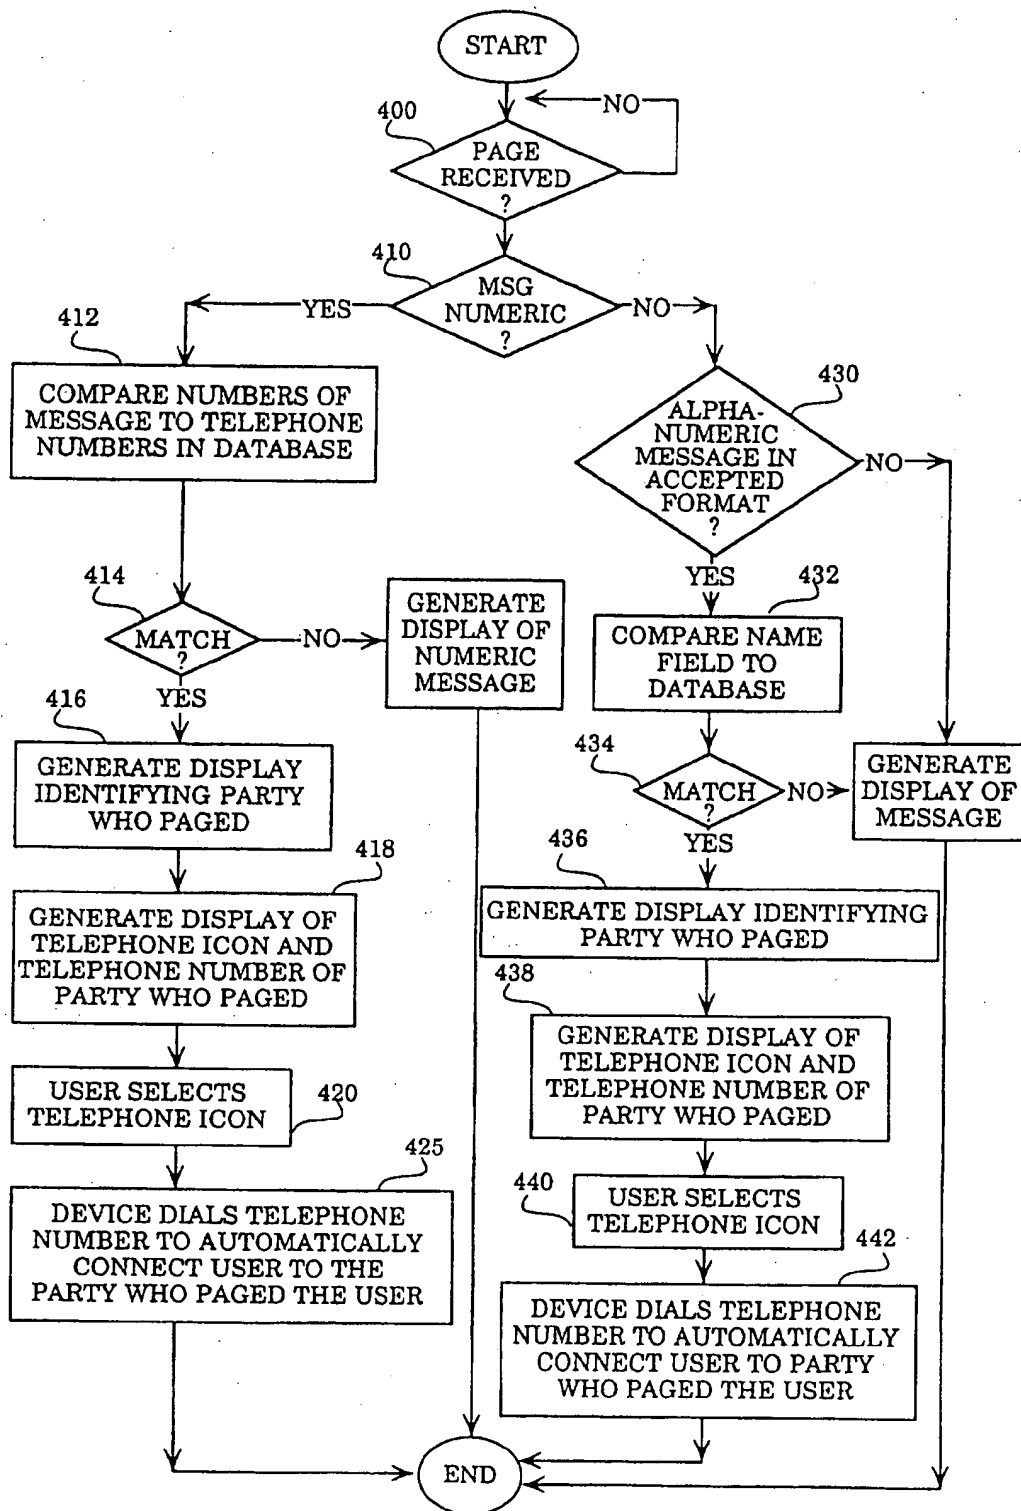 START
NO
400
PAGE
RECEIVED
?
410
MSG
NUMERIC
?
YES
NO
412
COMPARE NUMBERS OF
MESSAGE TO TELEPHONE
NUMBERS IN DATABASE
430
ALPHA-
NUMERIC
MESSAGE IN
ACCEPTED
FORMAT
?
NO
YES
414
MATCH
?
NO
YES
GENERATE
DISPLAY OF
NUMERIC
MESSAGE
432
COMPARE NAME
FIELD TO
DATABASE
416
GENERATE DISPLAY
IDENTIFYING PARTY
WHO PAGED
434
MATCH
?
NO
YES
GENERATE
DISPLAY OF
MESSAGE
418
GENERATE DISPLAY OF
TELEPHONE ICON AND
TELEPHONE NUMBER OF
PARTY WHO PAGED
436
GENERATE DISPLAY IDENTIFYING
PARTY WHO PAGED
438
GENERATE DISPLAY OF
TELEPHONE ICON AND
TELEPHONE NUMBER OF
PARTY WHO PAGED
USER SELECTS
TELEPHONE ICON
420
425
DEVICE DIALS TELEPHONE
NUMBER TO AUTOMATICALLY
CONNECT USER TO THE
PARTY WHO PAGED THE USER
440
USER SELECTS
TELEPHONE ICON
442
DEVICE DIALS TELEPHONE
NUMBER TO AUTOMATICALLY
CONNECT USER TO PARTY
WHO PAGED THE USER
END